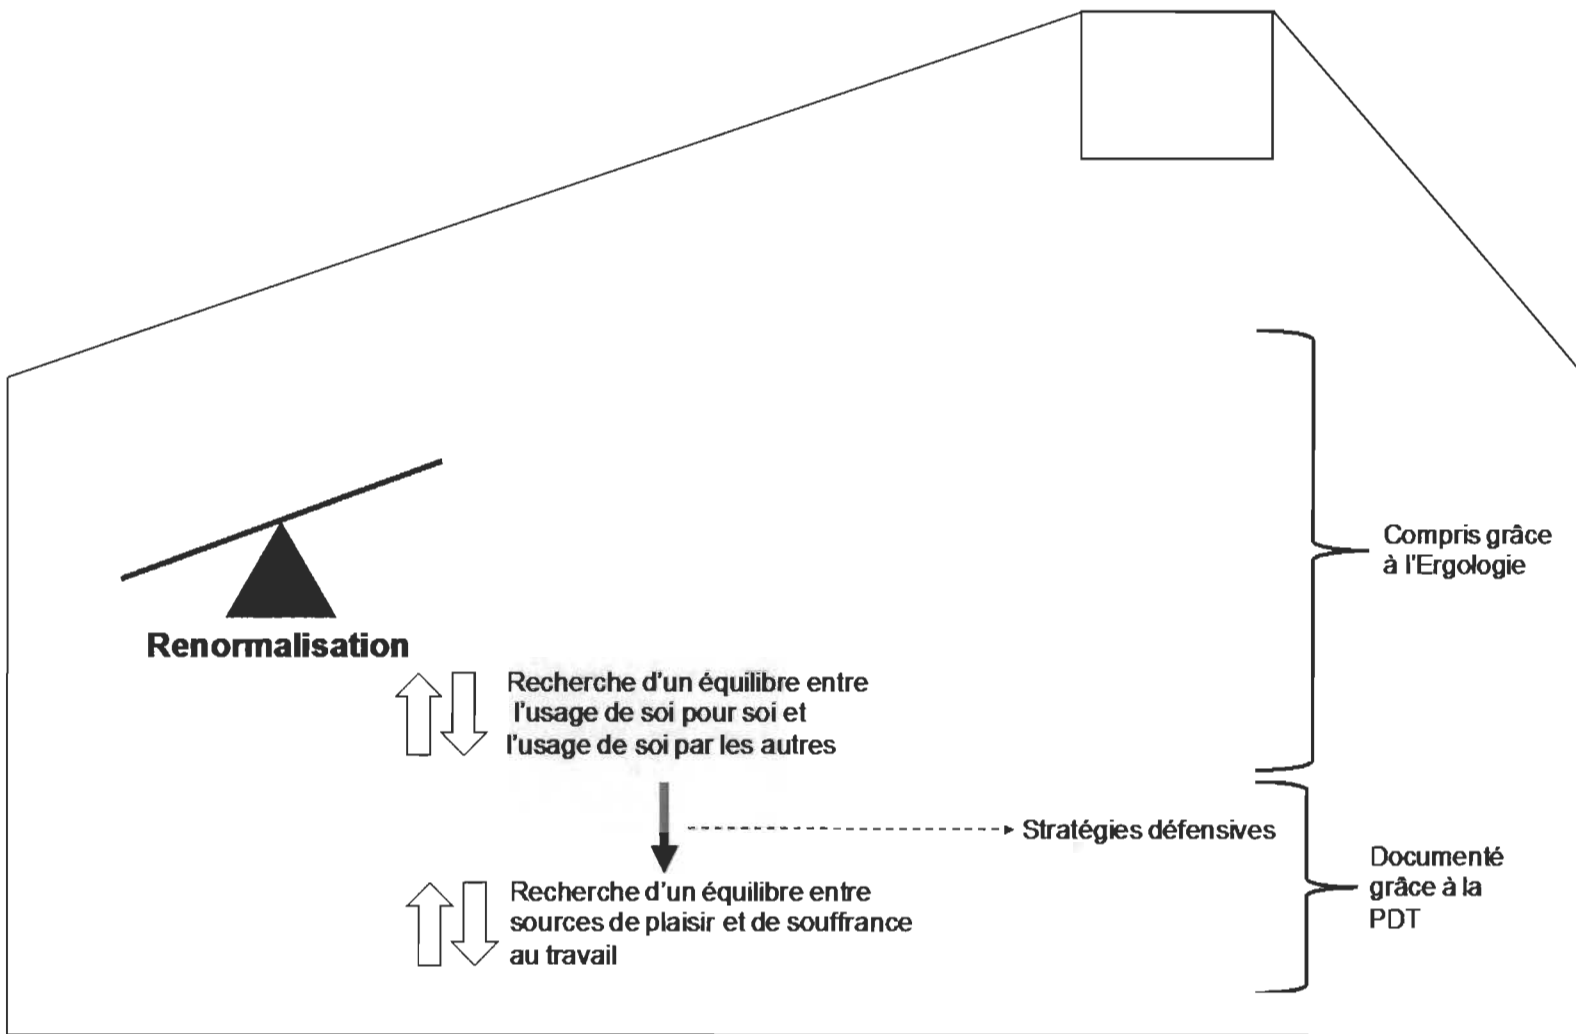 Compris grâce
à l'Ergologie
Renormalisation
Recherche d'un équilibre entre
l'usage de soi pour soi et
l'usage de soi par les autres
Stratégies défensives
Documenté
grâce à la
PDT
Recherche d'un équilibre entre
sources de plaisir et de souffrance
au travail